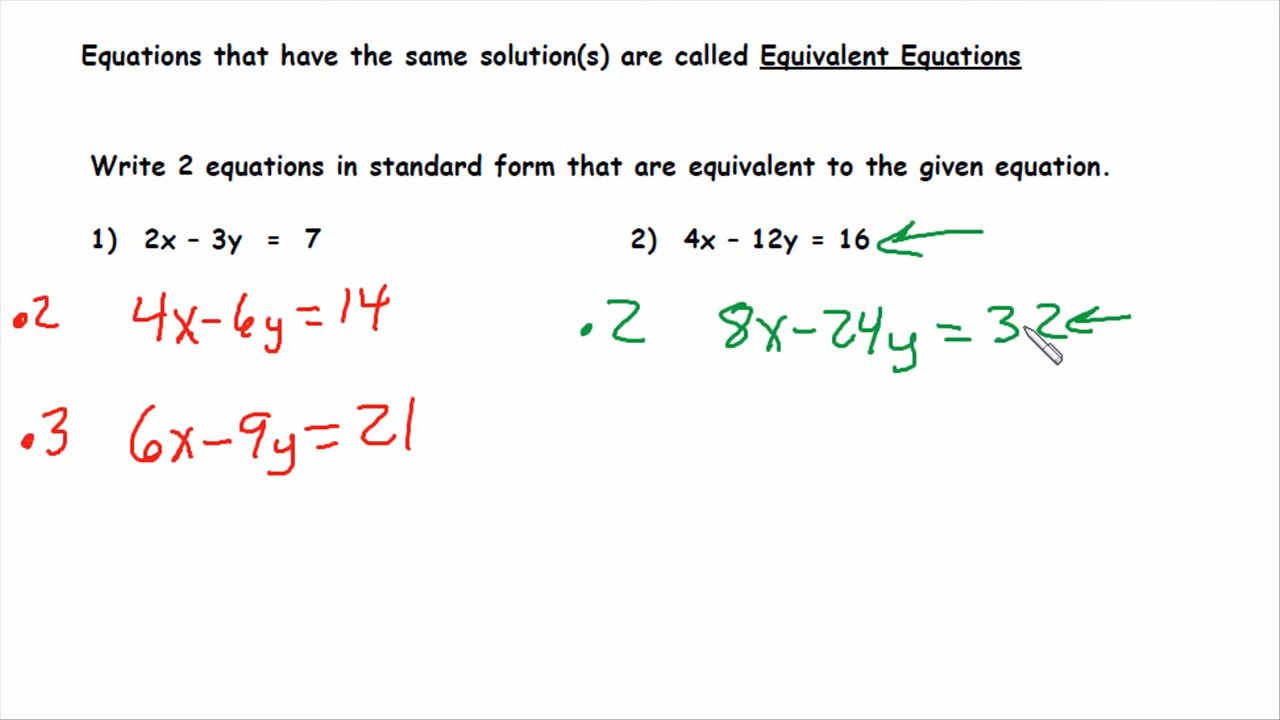 Equations that have the same solution(s) are called Equivalent Equations
Write 2 equations in standard form that are equivalent to the given equation.
1) 2x – 3y = 7
2) 4x – 12y = 16
•2 4x-6y=14
•2 8x-24y=32
•3 6x-9y=21